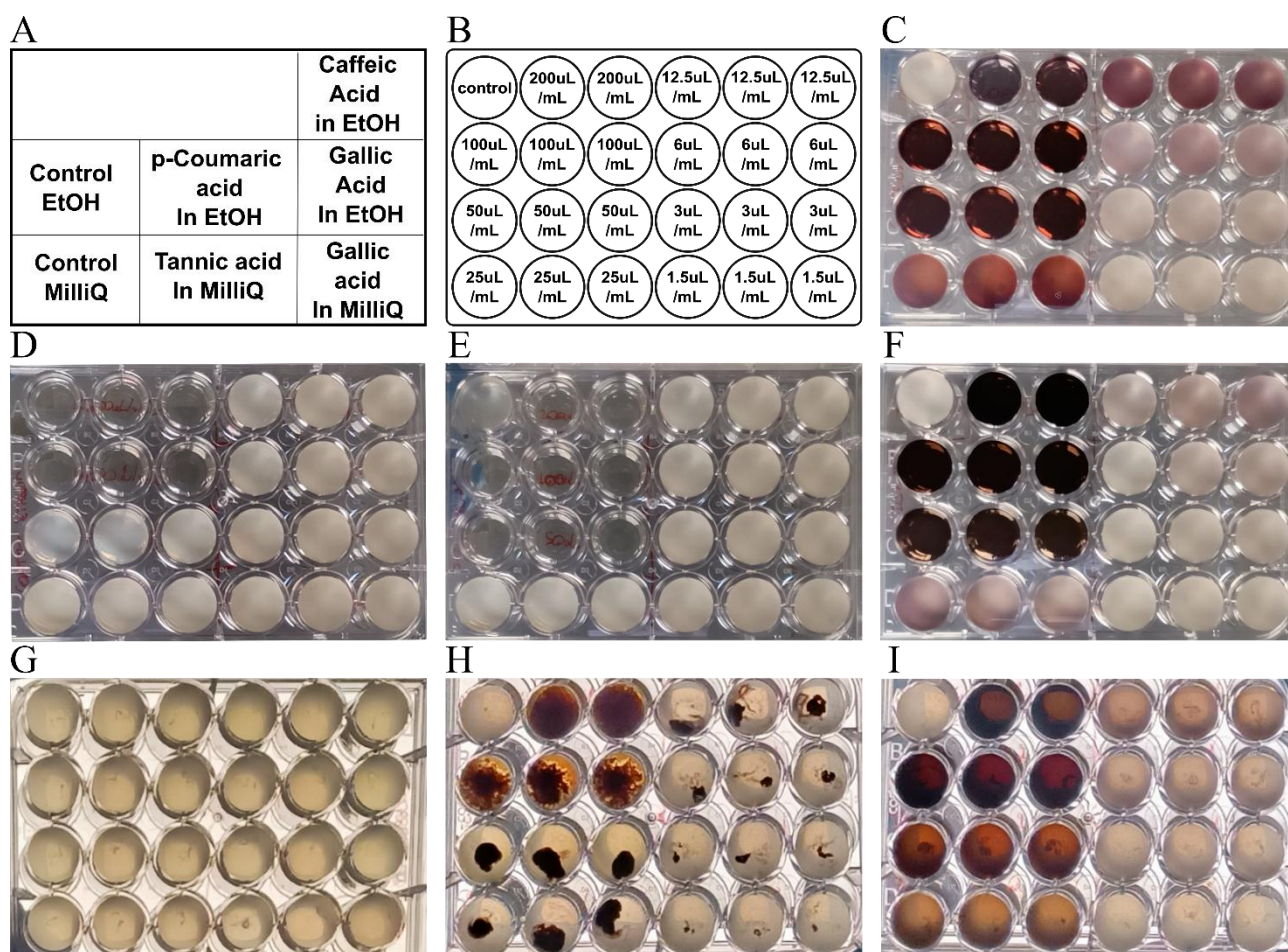 A
Caffeic
Acid
in EtOH
Control
EtOH
p-Coumaric
acid
In EtOH
Gallic
Acid
In EtOH
Control
MilliQ
Tannic acid
In MilliQ
Gallic
acid
In MilliQ
B
control
200uL
/mL
200uL
/mL
12.5uL
/mL
12.5uL
/mL
12.5uL
/mL
100uL
/mL
100uL
/mL
100uL
/mL
6uL
/mL
6uL
/mL
6uL
/mL
50uL
/mL
50uL
/mL
50uL
/mL
3uL
/mL
3uL
/mL
3uL
/mL
25uL
/mL
25uL
/mL
25uL
/mL
1.5uL
/mL
1.5uL
/mL
1.5uL
/mL
C
D
E
F
G
H
I